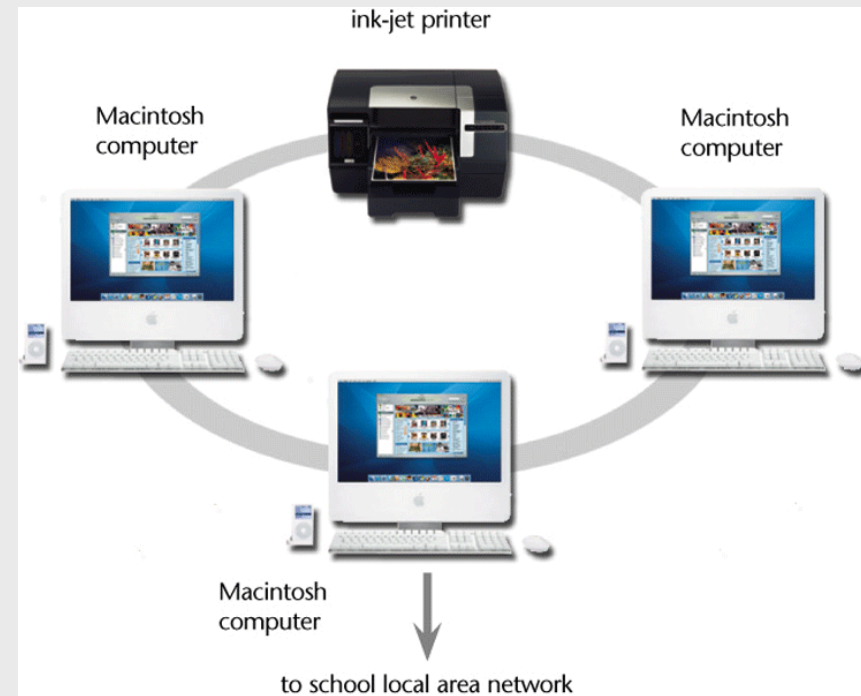 ink-jet printer
Macintosh
computer
Macintosh
computer
Macintosh
computer
to school local area network